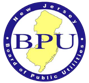 New Jersey
BPU
Board of Public Utilities